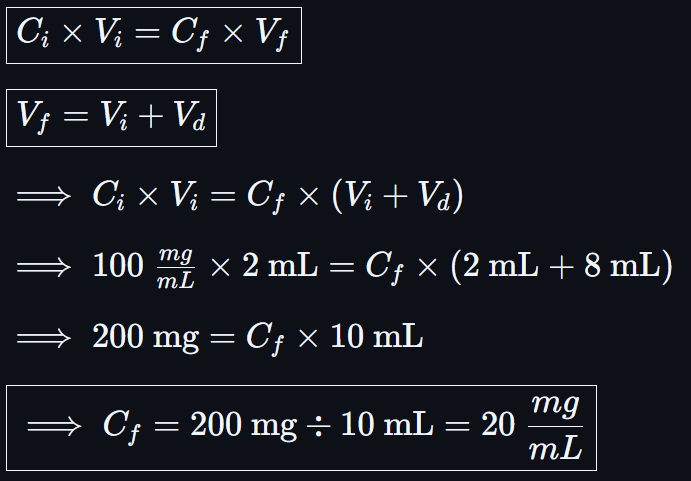 C_i × V_i = C_f × V_f
V_f = V_i + V_d
⟹ C_i × V_i = C_f × (V_i + V_d)
⟹ 100 mg/mL × 2 mL = C_f × (2 mL + 8 mL)
⟹ 200 mg = C_f × 10 mL
⟹ C_f = 200 mg ÷ 10 mL = 20 mg/mL